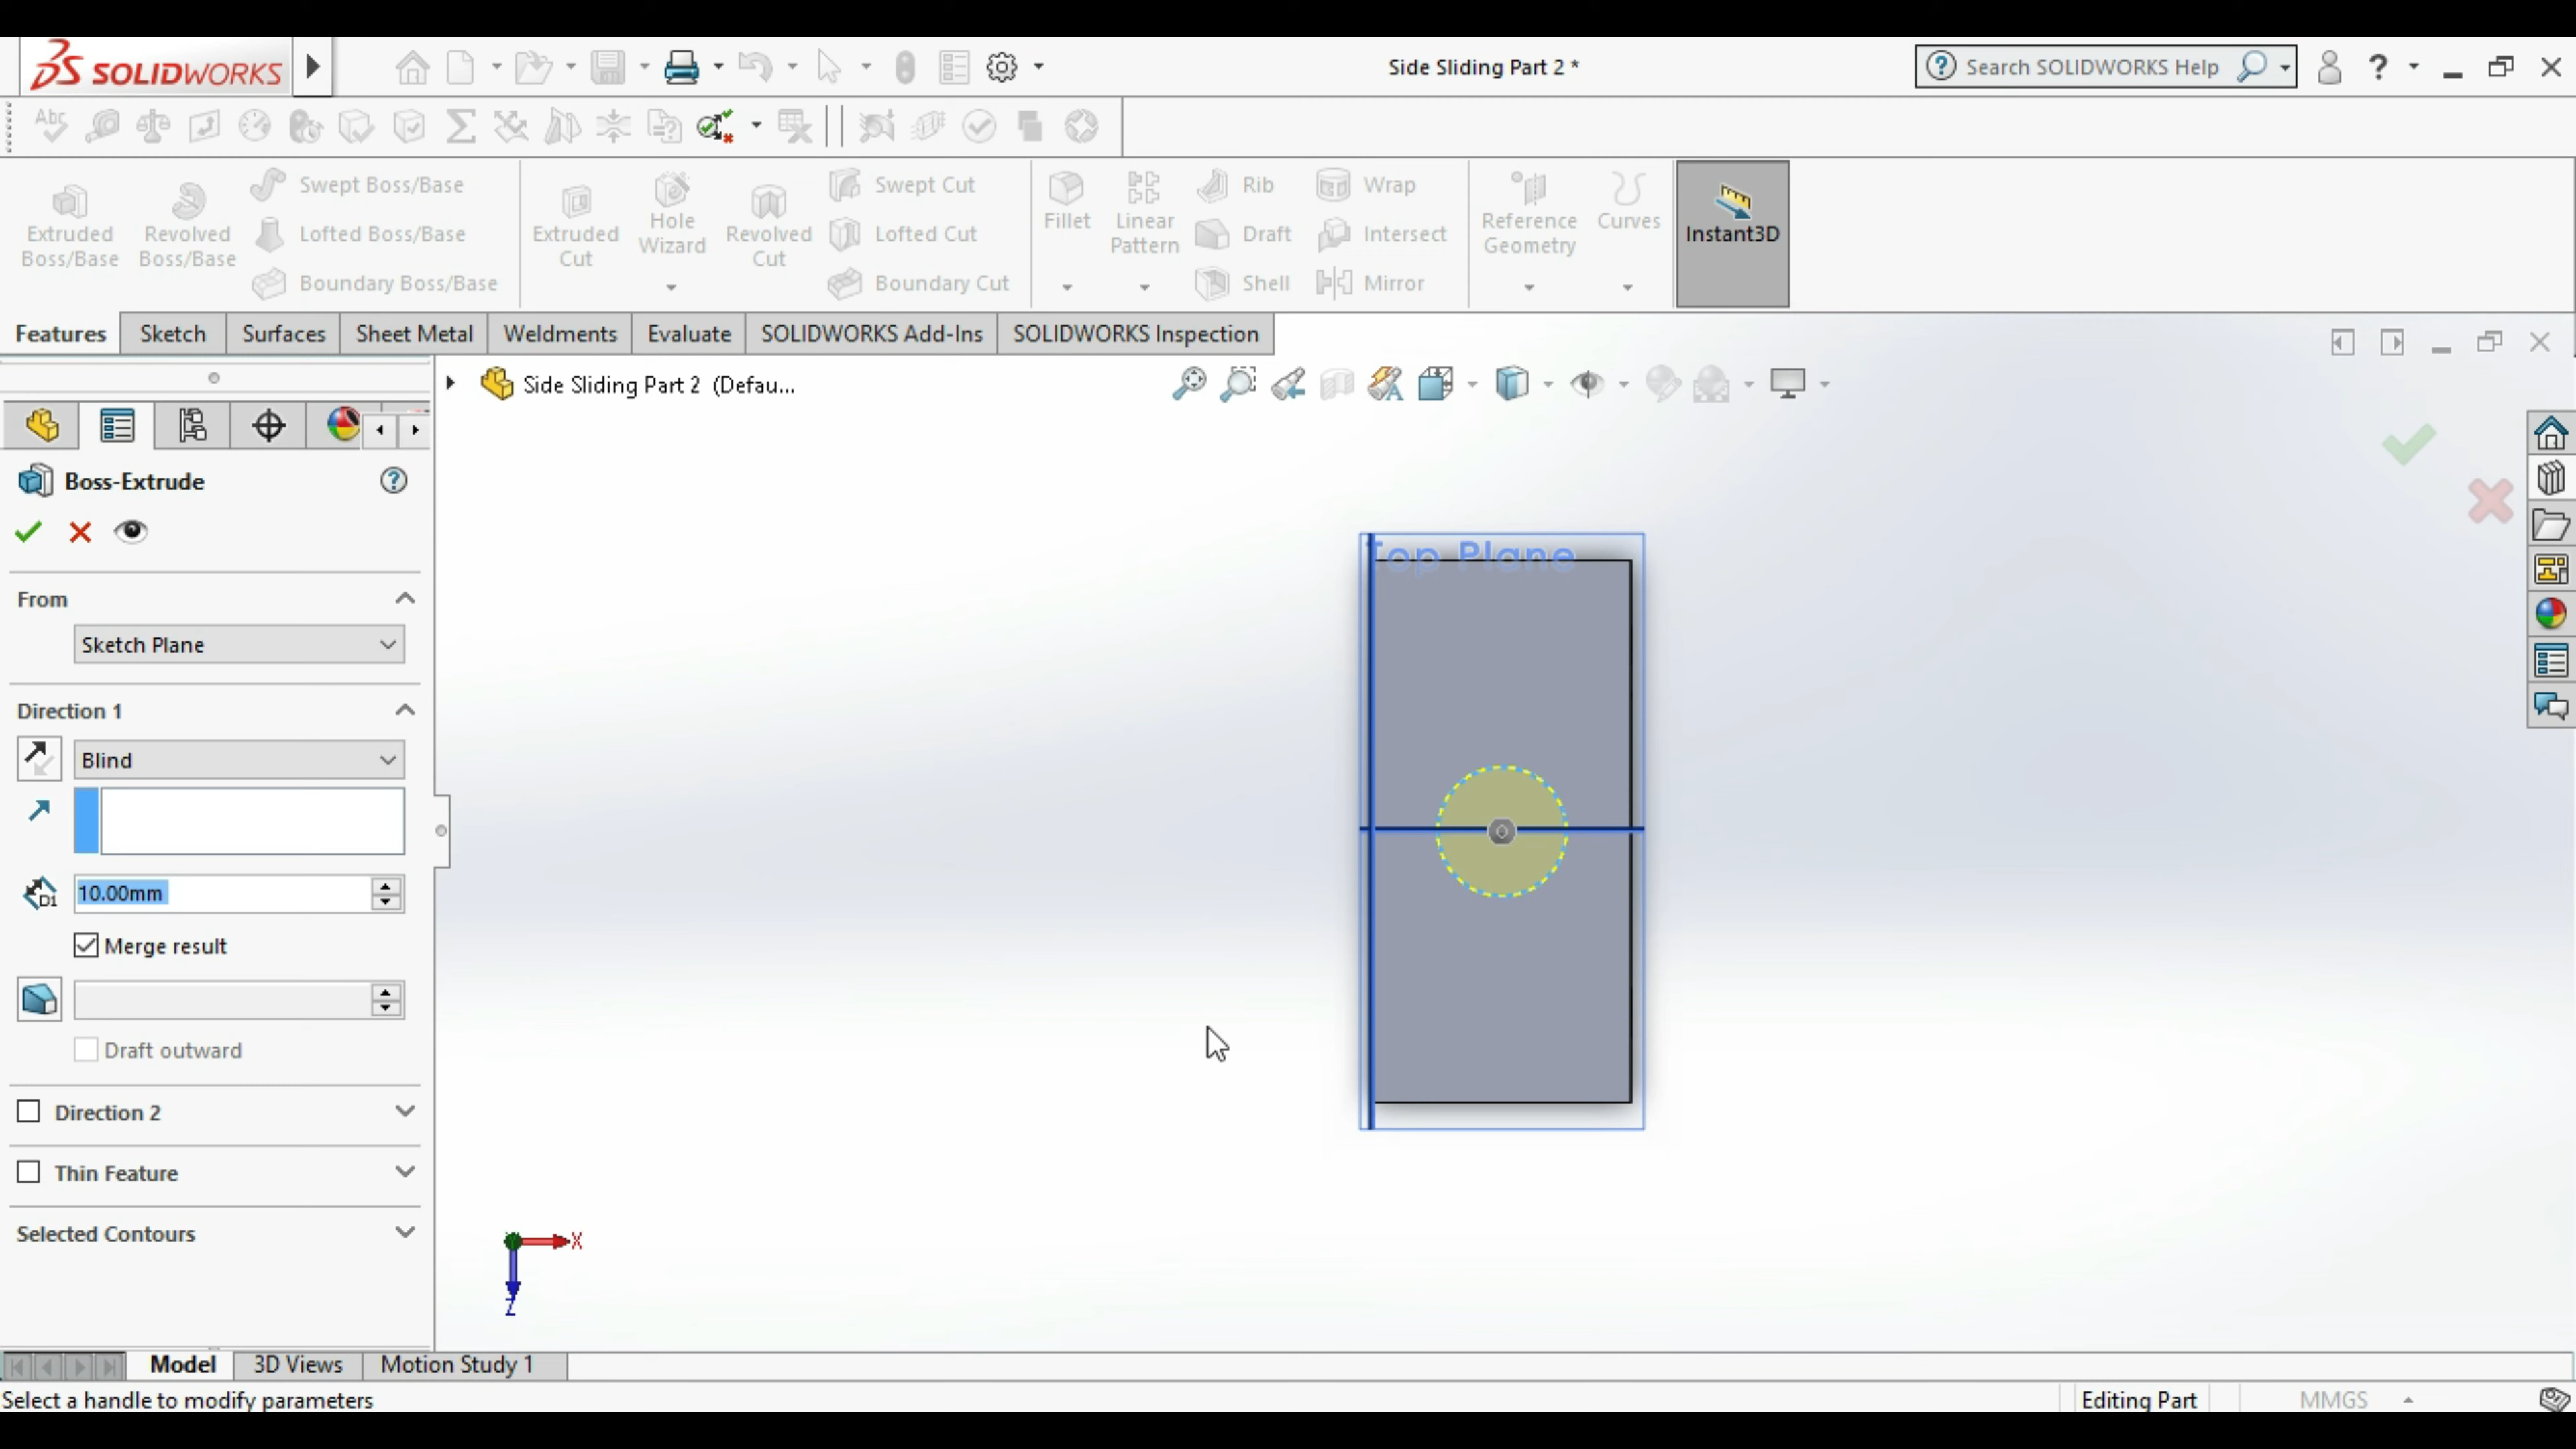 SOLIDWORKS
Side Sliding Part 2 *
Search SOLIDWORKS Help
?
Abc
Extruded Boss/Base
Revolved Boss/Base
Swept Boss/Base
Lofted Boss/Base
Boundary Boss/Base
Extruded Cut
Hole Wizard
Revolved Cut
Swept Cut
Lofted Cut
Boundary Cut
Fillet
Linear Pattern
Rib
Draft
Shell
Wrap
Intersect
Mirror
Reference Geometry
Curves
Instant3D
Features
Sketch
Surfaces
Sheet Metal
Weldments
Evaluate
SOLIDWORKS Add-Ins
SOLIDWORKS Inspection
Side Sliding Part 2 (Defau...
Boss-Extrude
?
From
Sketch Plane
Direction 1
Blind
D1
10.00mm
Merge result
Draft outward
Direction 2
Thin Feature
Selected Contours
Top Plane
X
Z
Model
3D Views
Motion Study 1
Select a handle to modify parameters
Editing Part
MMGS